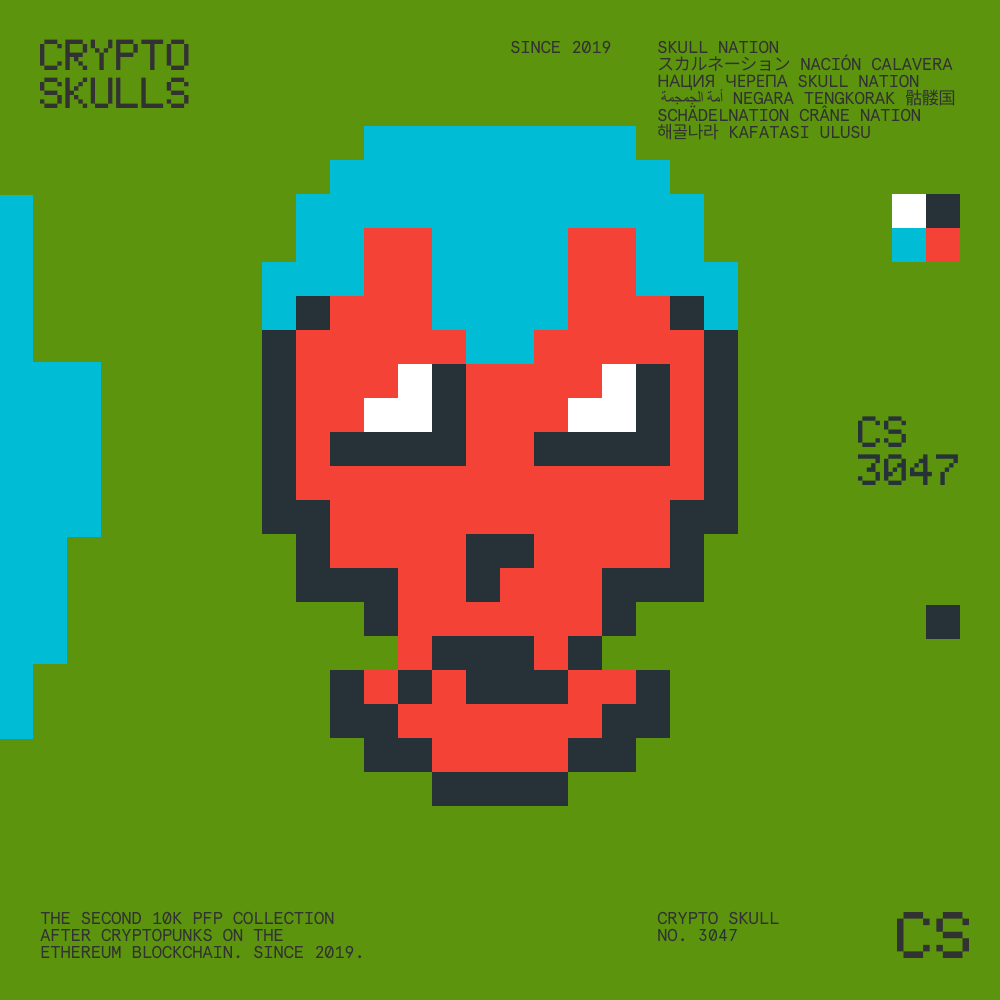 CRYPTO
SKULLS
SINCE 2019
SKULL NATION
スカルネーション NACIÓN CALAVERA
НАЦИЯ ЧЕРЕПА SKULL NATION
أمة الجمجمة NEGARA TENGKORAK 骷髅国
SCHÄDELNATION CRÂNE NATION
해골나라 KAFATASI ULUSU
CS
3047
THE SECOND 10K PFP COLLECTION
AFTER CRYPTOPUNKS ON THE
ETHEREUM BLOCKCHAIN. SINCE 2019.
CRYPTO SKULL
NO. 3047
CS